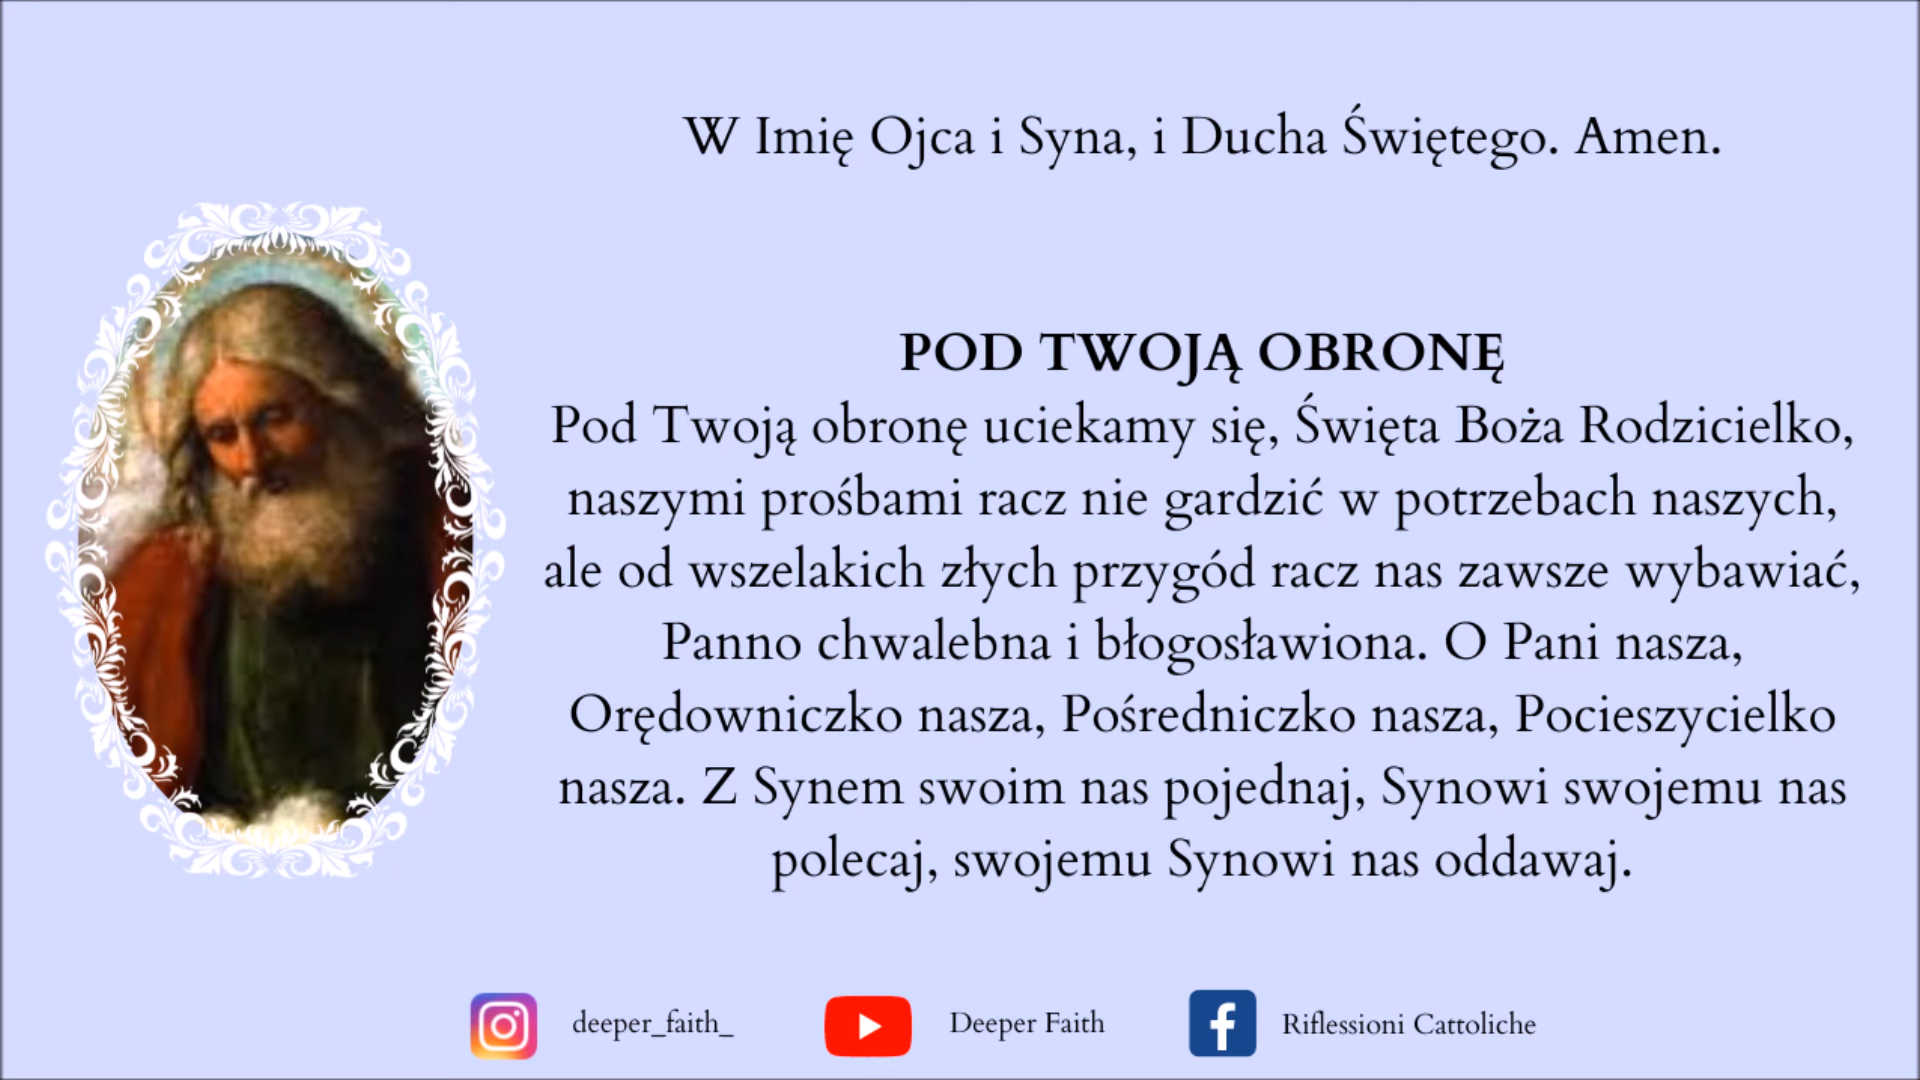 W Imię Ojca i Syna, i Ducha Świętego. Amen.
POD TWOJĄ OBRONĘ
Pod Twoją obronę uciekamy się, Święta Boża Rodzicielko,
naszymi prośbami racz nie gardzić w potrzebach naszych,
ale od wszelakich złych przygód racz nas zawsze wybawiać,
Panno chwalebna i błogosławiona. O Pani nasza,
Orędowniczko nasza, Pośredniczko nasza, Pocieszycielko
nasza. Z Synem swoim nas pojednaj, Synowi swojemu nas
polecaj, swojemu Synowi nas oddawaj.
deeper_faith_ Deeper Faith Riflessioni Cattoliche